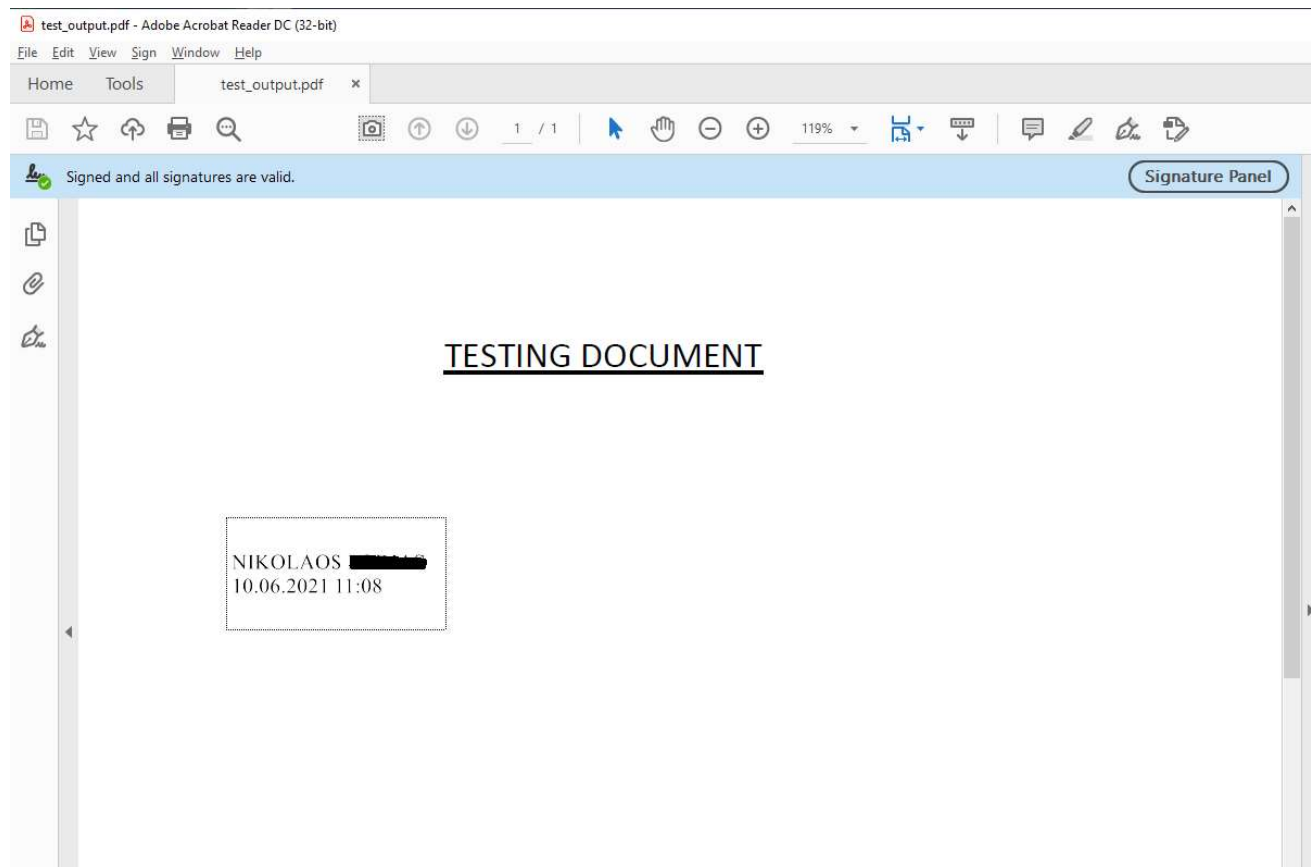 test_output.pdf - Adobe Acrobat Reader DC (32-bit)
File Edit View Sign Window Help
Home Tools test_output.pdf ×
1 / 1 119%
Signed and all signatures are valid. Signature Panel
TESTING DOCUMENT
NIKOLAOS
10.06.2021 11:08